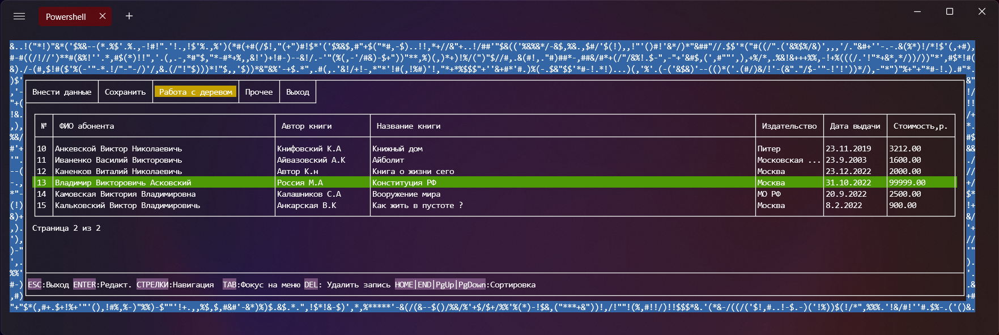 Powershell
Внести данные Сохранить Работа с деревом Прочее Выход
№ ФИО абонента Автор книги Название книги Издательство Дата выдачи Стоимость,р.
10 Анкевской Виктор Николаевичь Книфовский К.А Книжный дом Питер 23.11.2019 3212.00
11 Иваненко Василий Викторовичь Айвазовский А.К Айболит Московская ... 23.9.2003 1600.00
12 Каненков Виталий Николаевичь Автор К.н Книга о жизни сего Москва 23.12.2022 2000.00
13 Владимир Викторовичь Асковский Россия М.А Конституция РФ Москва 31.10.2022 99999.00
14 Камовская Виктория Владимировна Калашников С.А Вооружение мира МО РФ 20.9.2022 2500.00
15 Кальковский Виктор Владимировичь Анкарская В.К Как жить в пустоте ? Москва 8.2.2022 900.00
Страница 2 из 2
ESC:Выход ENTER:Редакт. СТРЕЛКИ:Навигация TAB:Фокус на меню DEL: Удалить запись HOME|END|PgUp|PgDown:Сортировка